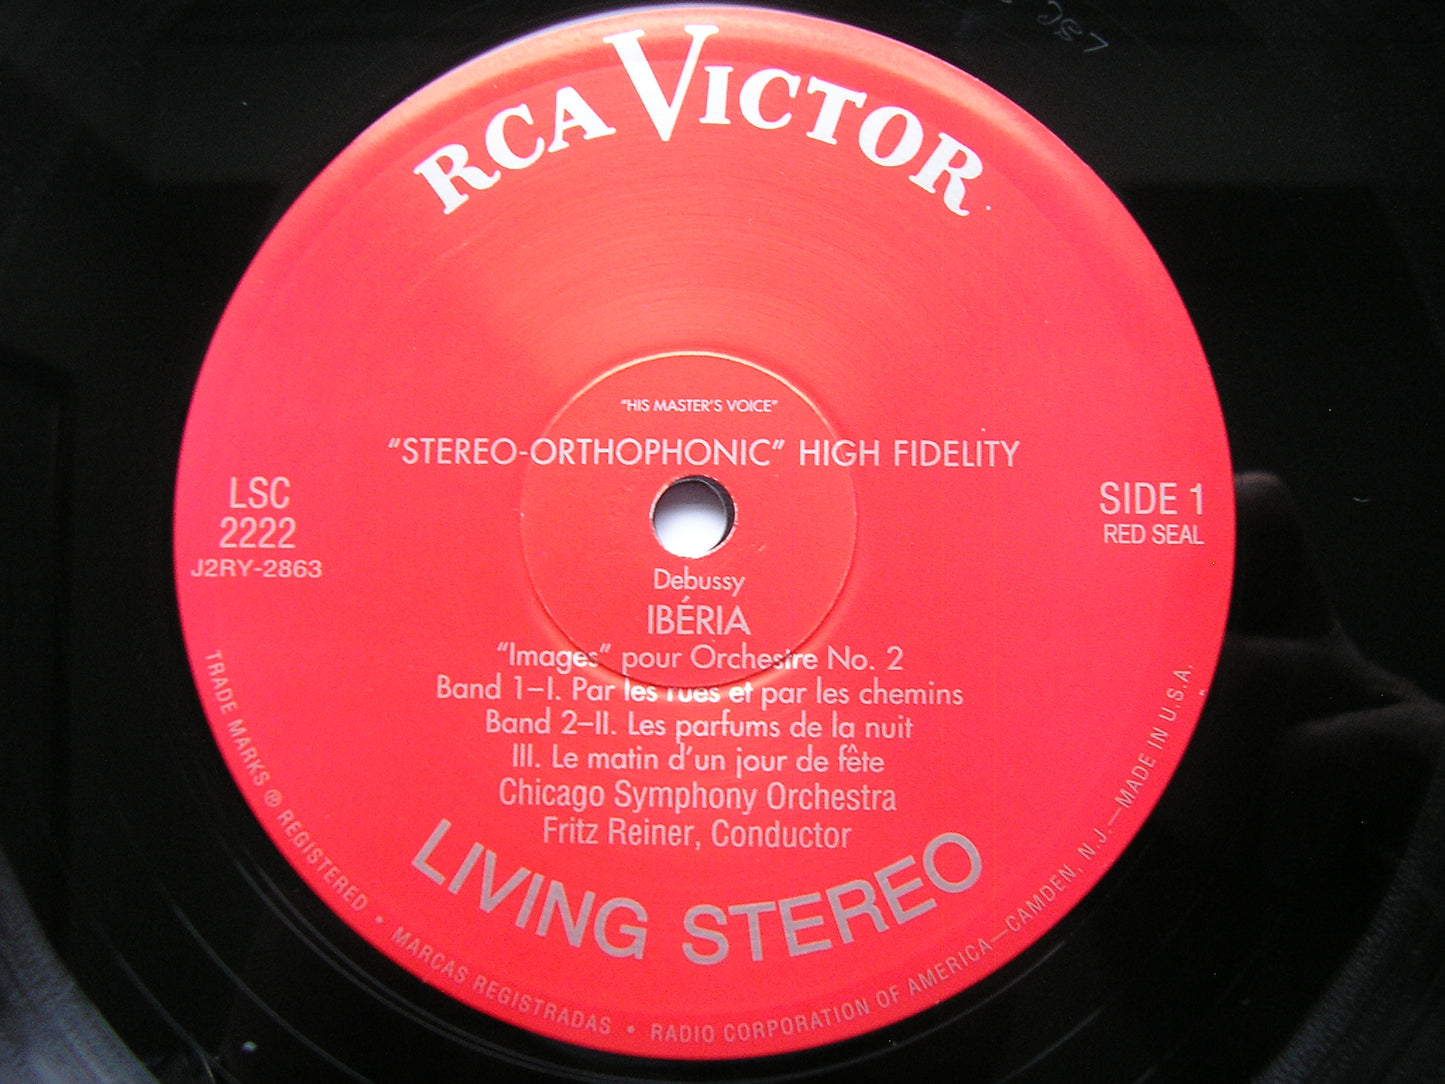 LSC
RCA VICTOR
"HIS MASTER'S VOICE"
"STEREO-ORTHOPHONIC" HIGH FIDELITY
LSC
2222
J2RY-2863
SIDE 1
RED SEAL
Debussy
IBÉRIA
"Images" pour Orchestre No. 2
Band 1–I. Par les rues et par les chemins
Band 2–II. Les parfums de la nuit
III. Le matin d'un jour de fête
Chicago Symphony Orchestra
Fritz Reiner, Conductor
LIVING STEREO
TRADE MARKS ® REGISTERED • MARCAS REGISTRADAS • RADIO CORPORATION OF AMERICA—CAMDEN, N.J.—MADE IN U.S.A.